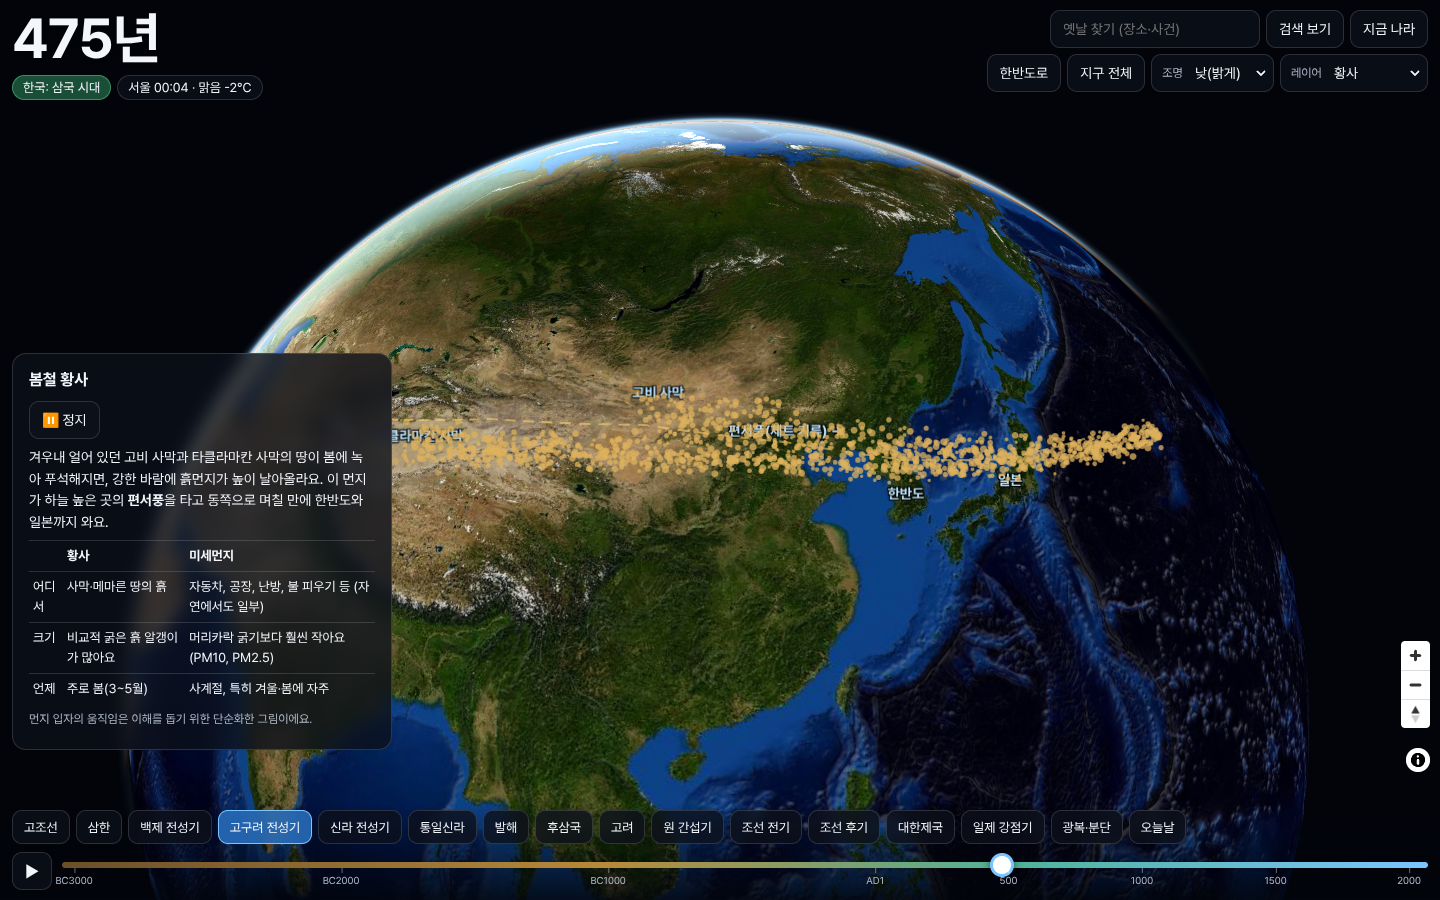 475년
한국: 삼국 시대
서울 00:04 · 맑음 -2°C
옛날 찾기 (장소·사건)
검색 보기
지금 나라
한반도로
지구 전체
조명 낮(밝게)
레이어 황사
고비 사막
클라마칸 사막
편서풍(제트 기류) →
한반도
일본
봄철 황사
정지
겨우내 얼어 있던 고비 사막과 타클라마칸 사막의 땅이 봄에 녹
아 푸석해지면, 강한 바람에 흙먼지가 높이 날아올라요. 이 먼지
가 하늘 높은 곳의 편서풍을 타고 동쪽으로 며칠 만에 한반도와
일본까지 와요.
황사 미세먼지
어디서 사막·메마른 땅의 흙 자동차, 공장, 난방, 불 피우기 등 (자연에서도 일부)
크기 비교적 굵은 흙 알갱이가 많아요 머리카락 굵기보다 훨씬 작아요 (PM10, PM2.5)
언제 주로 봄(3~5월) 사계절, 특히 겨울·봄에 자주
먼지 입자의 움직임은 이해를 돕기 위한 단순화한 그림이에요.
고조선 삼한 백제 전성기 고구려 전성기 신라 전성기 통일신라 발해 후삼국 고려 원 간섭기 조선 전기 조선 후기 대한제국 일제 강점기 광복·분단 오늘날
BC3000 BC2000 BC1000 AD1 500 1000 1500 2000